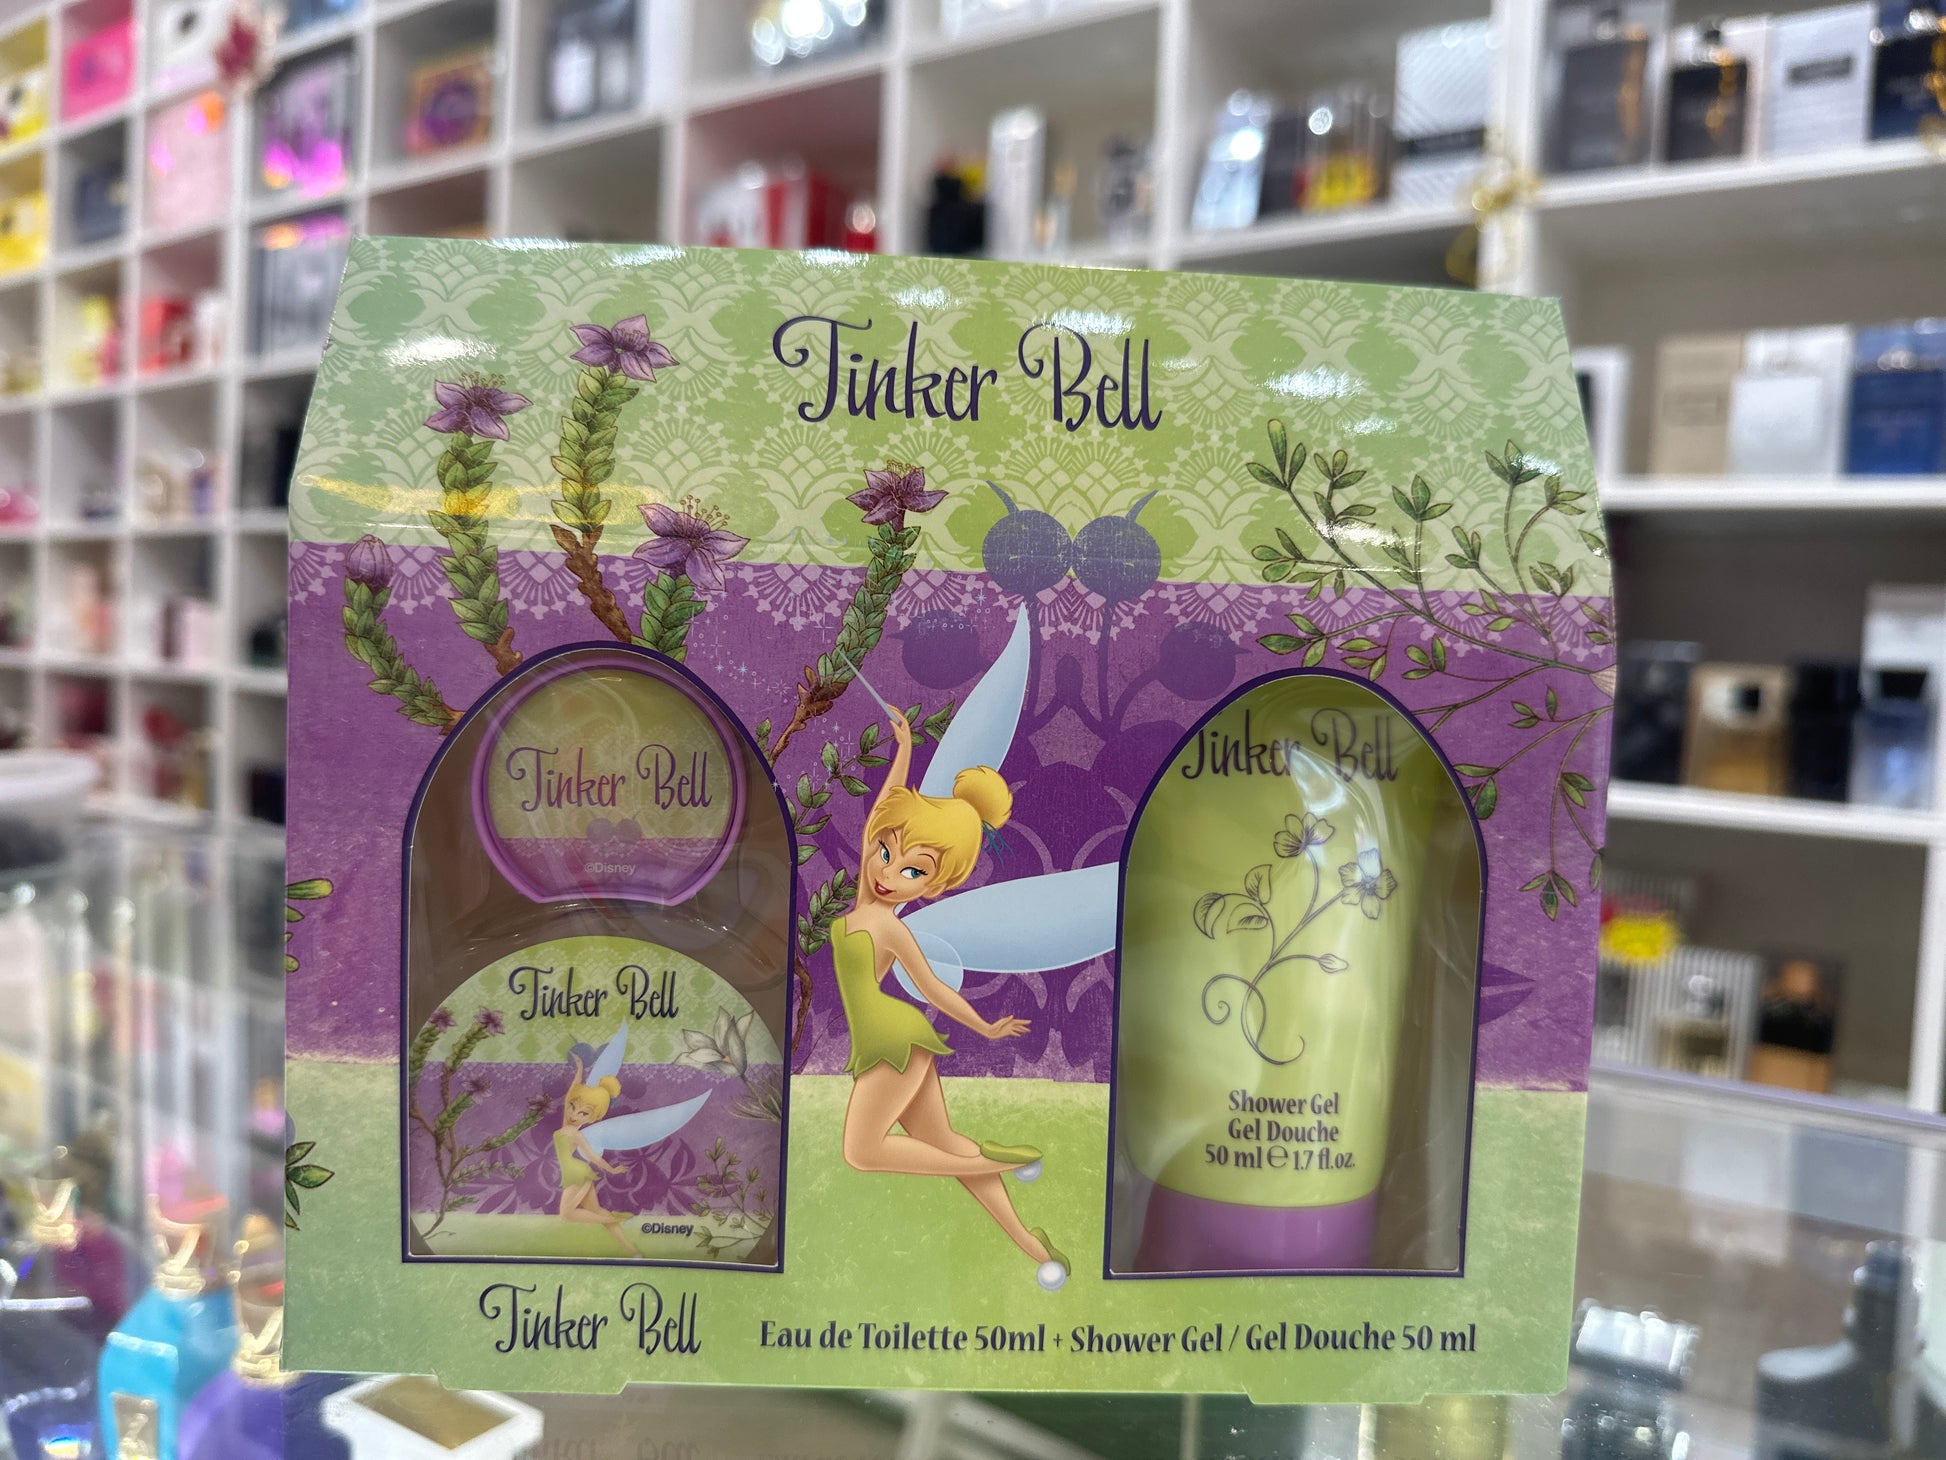 Tinker Bell
Tinker Bell
©Disney
Tinker Bell
©Disney
Tinker Bell
Shower Gel
Gel Douche
50 ml ℮ 1.7 fl.oz.
Tinker Bell
Eau de Toilette 50ml + Shower Gel / Gel Douche 50 ml